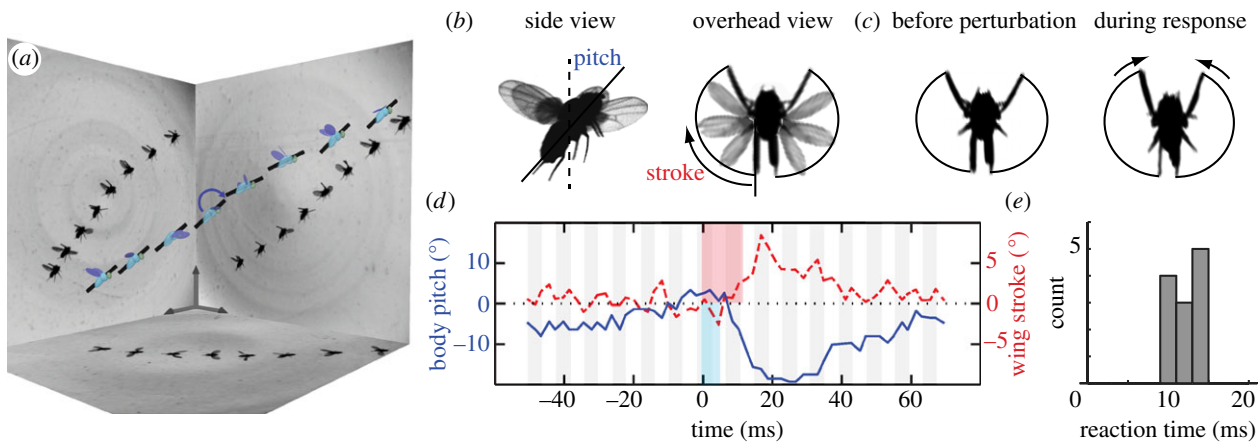 (a)
(b) side view overhead view (c) before perturbation during response
pitch
stroke
(d)
body pitch (°)
10
0
−10
5
0
−5
wing stroke (°)
−40 −20 0 20 40 60
time (ms)
(e)
count
5
0
0 10 20
reaction time (ms)